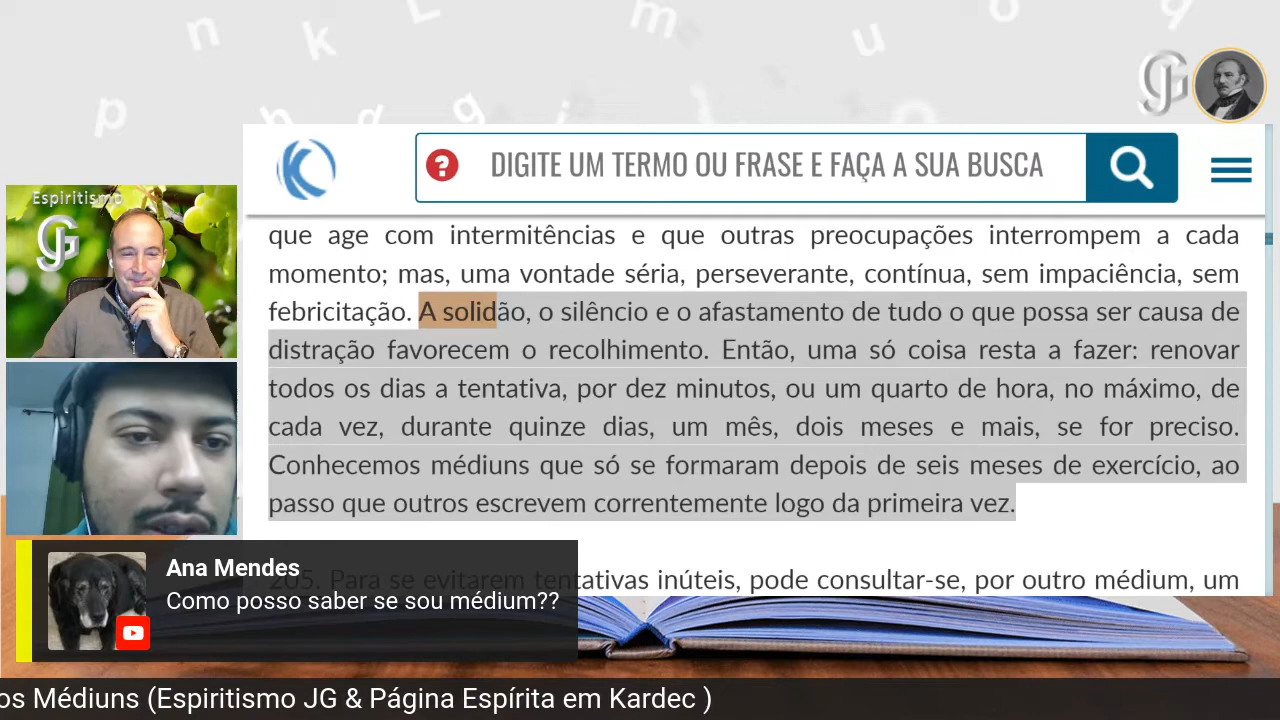 DIGITE UM TERMO OU FRASE E FAÇA A SUA BUSCA
Espiritismo
JG
que age com intermitências e que outras preocupações interrompem a cada
momento; mas, uma vontade séria, perseverante, contínua, sem impaciência, sem
febricitação. A solidão, o silêncio e o afastamento de tudo o que possa ser causa de
distração favorecem o recolhimento. Então, uma só coisa resta a fazer: renovar
todos os dias a tentativa, por dez minutos, ou um quarto de hora, no máximo, de
cada vez, durante quinze dias, um mês, dois meses e mais, se for preciso.
Conhecemos médiuns que só se formaram depois de seis meses de exercício, ao
passo que outros escrevem correntemente logo da primeira vez.
205. Para se evitarem tentativas inúteis, pode consultar-se, por outro médium, um
Ana Mendes
Como posso saber se sou médium??
os Médiuns (Espiritismo JG & Página Espírita em Kardec )